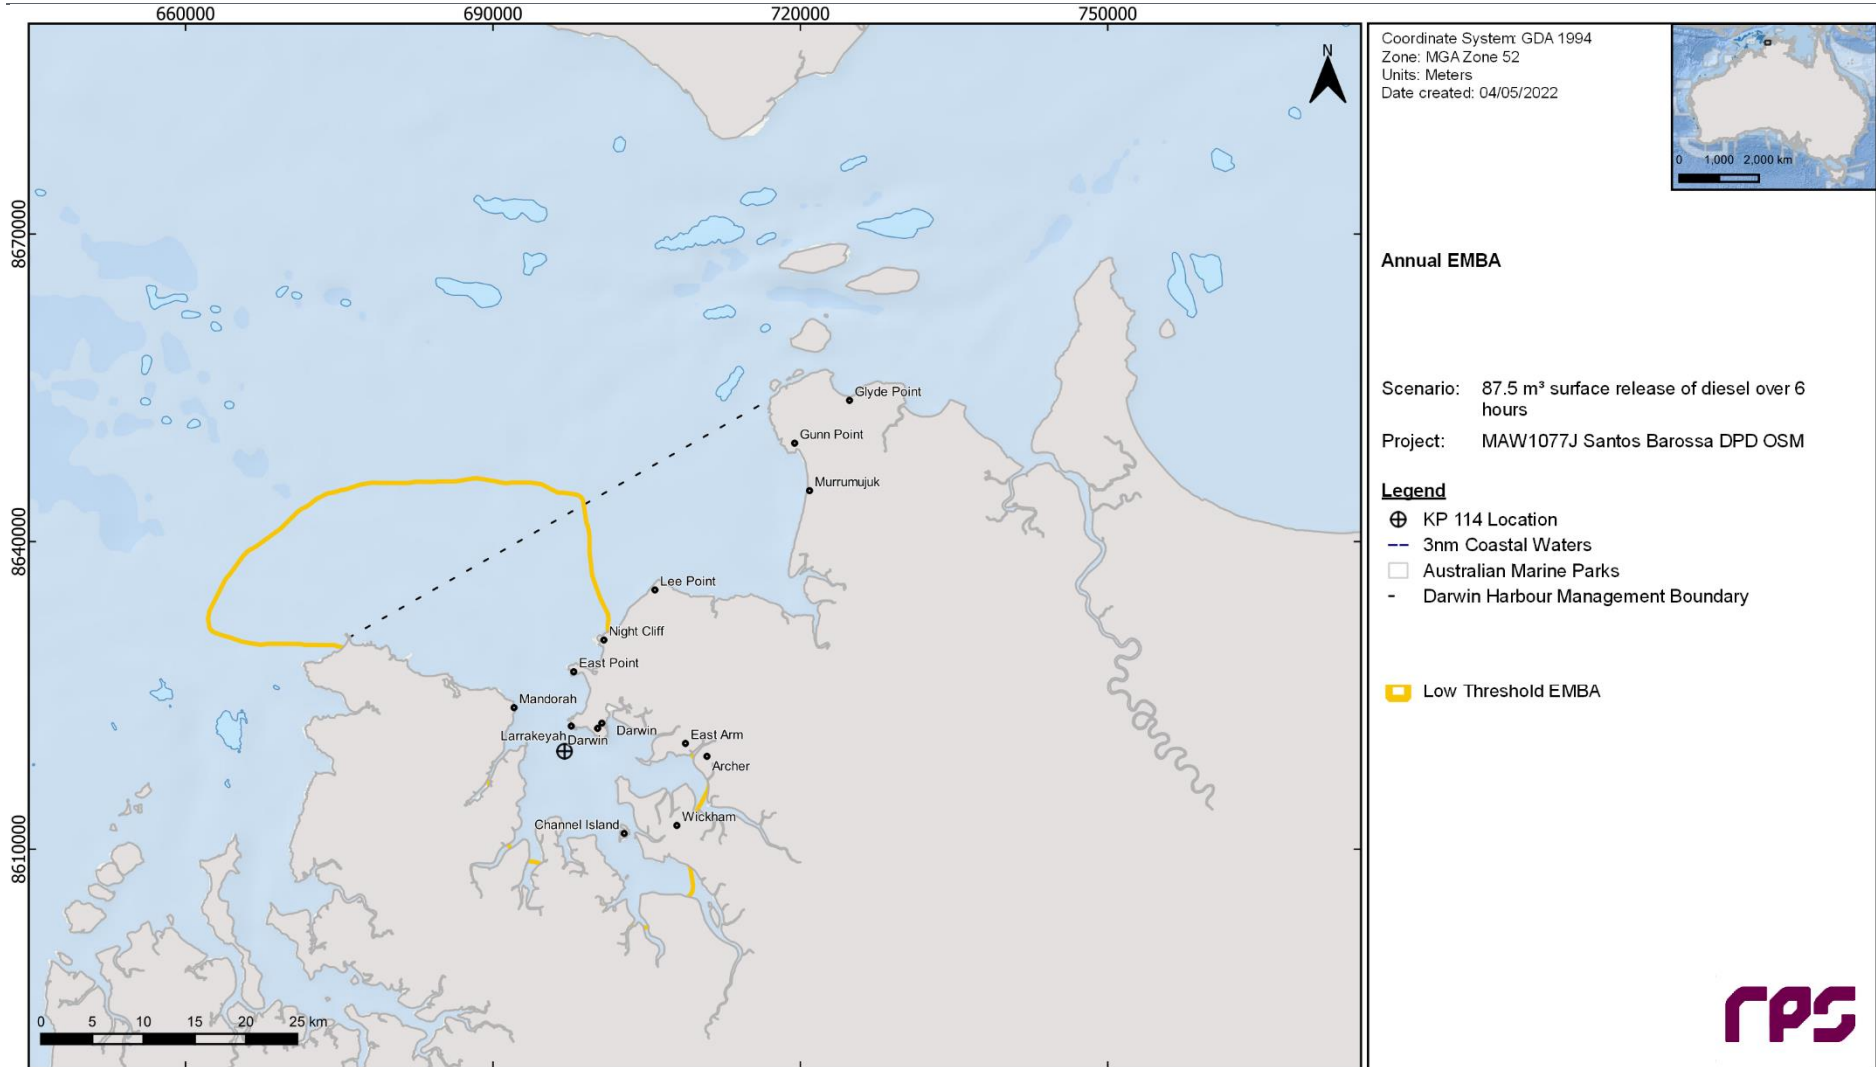 660000
690000
720000
750000
8670000
8640000
8610000
N
Glyde Point
Gunn Point
Murrumujuk
Lee Point
Night Cliff
East Point
Mandorah
Larrakeyah
Darwin
Darwin
East Arm
Archer
Channel Island
Wickham
0 5 10 15 20 25 km
Coordinate System: GDA 1994
Zone: MGA Zone 52
Units: Meters
Date created: 04/05/2022
0 1,000 2,000 km
Annual EMBA
Scenario: 87.5 m³ surface release of diesel over 6
hours
Project: MAW1077J Santos Barossa DPD OSM
Legend
KP 114 Location
3nm Coastal Waters
Australian Marine Parks
Darwin Harbour Management Boundary
Low Threshold EMBA
rps